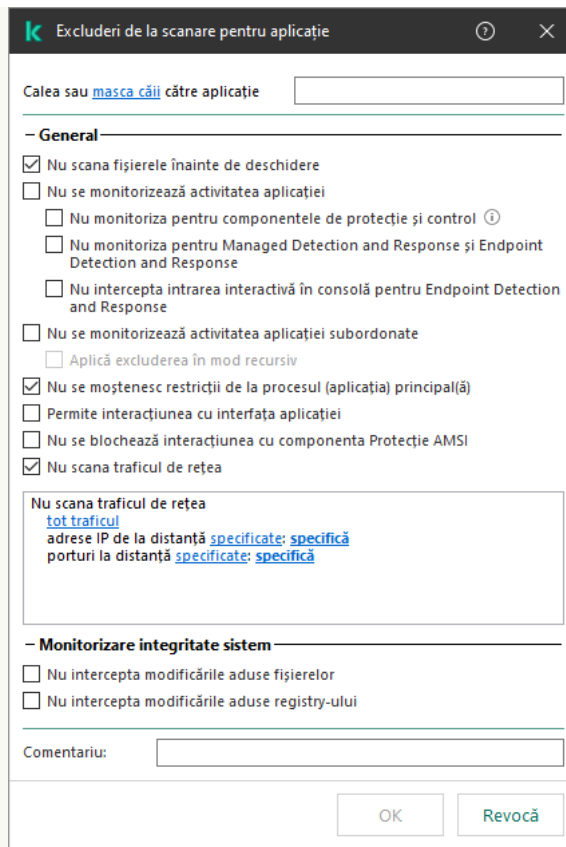 Excluderi de la scanare pentru aplicație
Calea sau masca căii către aplicație
General
Nu scana fișierele înainte de deschidere
Nu se monitorizează activitatea aplicației
Nu monitoriza pentru componentele de protecție și control
Nu monitoriza pentru Managed Detection and Response și Endpoint
Detection and Response
Nu intercepta intrarea interactivă în consolă pentru Endpoint Detection
and Response
Nu se monitorizează activitatea aplicației subordonate
Aplică excluderea în mod recursiv
Nu se moștenesc restricții de la procesul (aplicația) principal(ă)
Permite interacțiunea cu interfața aplicației
Nu se blochează interacțiunea cu componenta Protecție AMSI
Nu scana traficul de rețea
Nu scana traficul de rețea
tot traficul
adrese IP de la distanță specificate: specifică
porturi la distanță specificate: specifică
Monitorizare integritate sistem
Nu intercepta modificările aduse fișierelor
Nu intercepta modificările aduse registry-ului
Comentariu:
OK Revocă